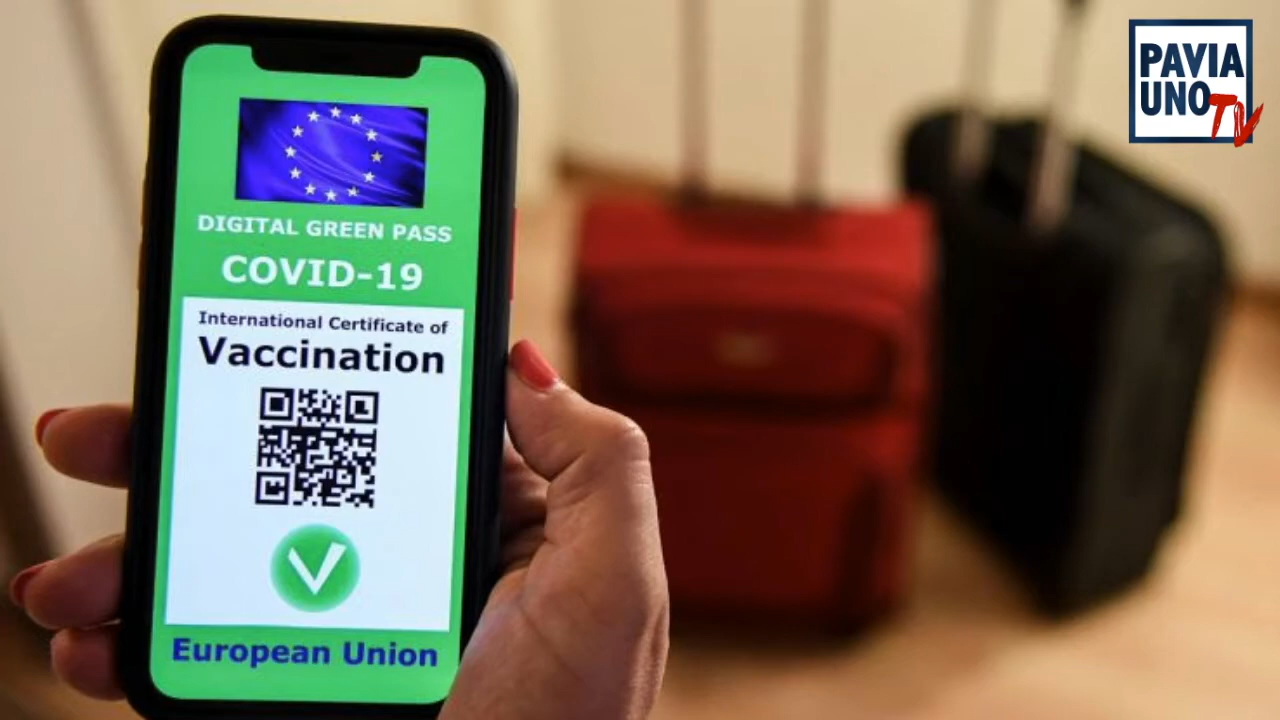 DIGITAL GREEN PASS
COVID-19
International Certificate of
Vaccination
European Union
PAVIA
UNO TV